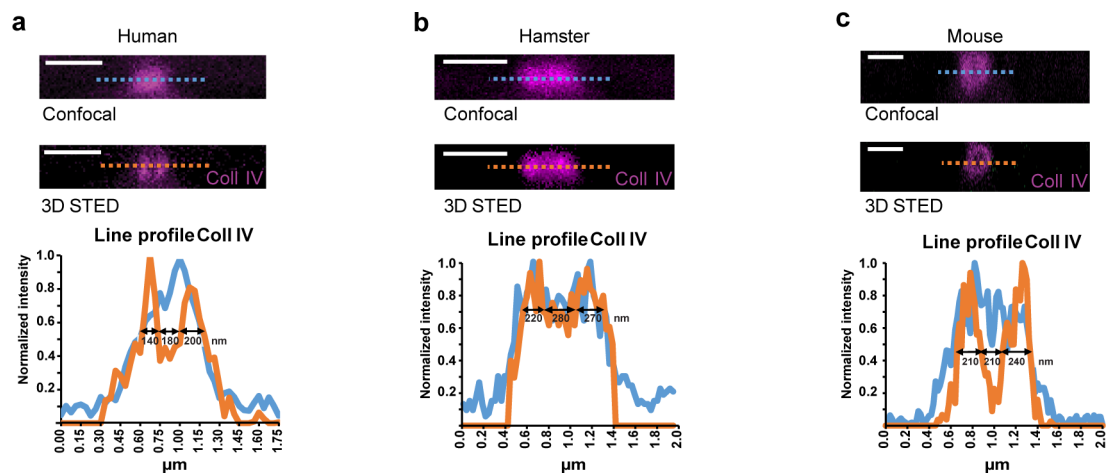 a
Human
Confocal
Coll IV
3D STED
Line profile Coll IV
Normalized intensity
1.0
0.8
0.6
0.4
0.2
140 180 200 nm
0.00 0.15 0.30 0.45 0.60 0.75 1.00 1.15 1.30 1.45 1.60 1.75
µm
b
Hamster
Confocal
Coll IV
3D STED
Line profile Coll IV
Normalized intensity
1.0
0.8
0.6
0.4
0.2
220 280 270 nm
0.0 0.2 0.4 0.6 0.8 1.0 1.2 1.4 1.6 1.8 2.0
µm
c
Mouse
Confocal
Coll IV
3D STED
Line profile Coll IV
Normalized intensity
1.0
0.8
0.6
0.4
0.2
210 210 240 nm
0.0 0.2 0.4 0.6 0.8 1.0 1.2 1.4 1.6 1.8 2.0
µm